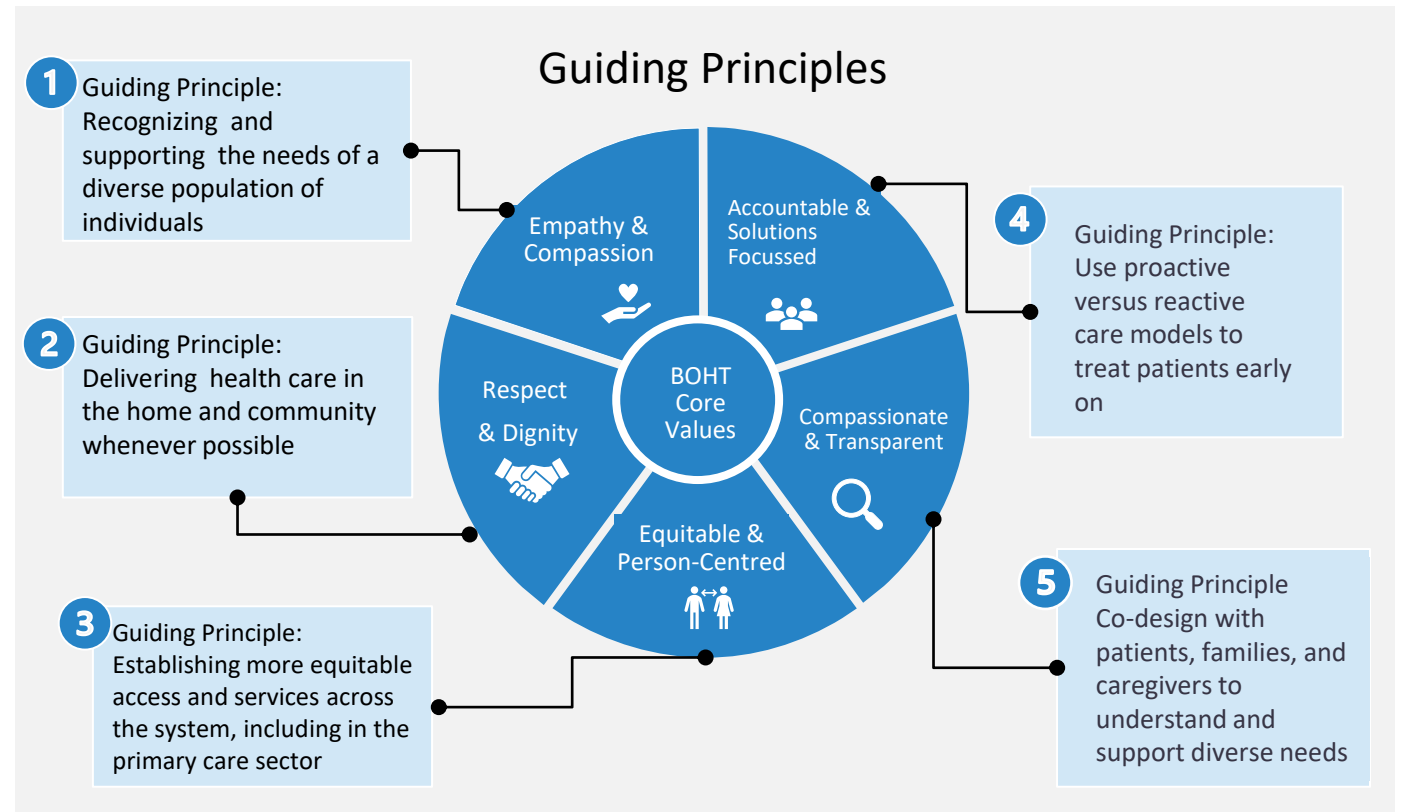 Guiding Principles
1
Guiding Principle:
Recognizing and
supporting the needs of a
diverse population of
individuals
2
Guiding Principle:
Delivering health care in
the home and community
whenever possible
3
Guiding Principle:
Establishing more equitable
access and services across
the system, including in the
primary care sector
Empathy &
Compassion
Accountable &
Solutions
Focussed
Respect
& Dignity
BOHT
Core
Values
Compassionate
& Transparent
Equitable &
Person-Centred
4
Guiding Principle:
Use proactive
versus reactive
care models to
treat patients early
on
5
Guiding Principle
Co-design with
patients, families, and
caregivers to
understand and
support diverse needs